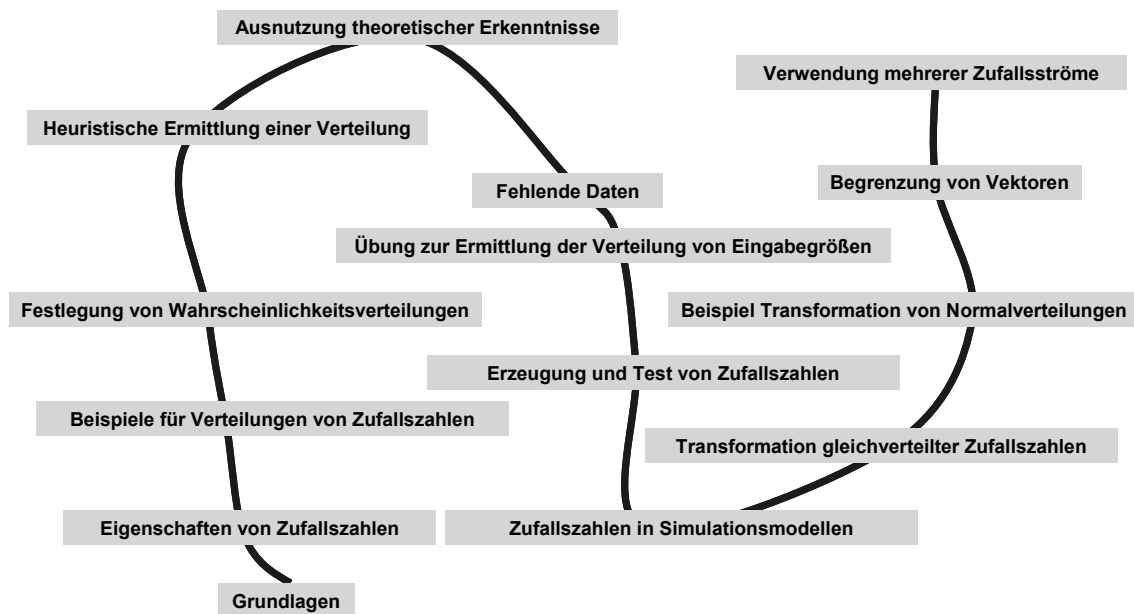 Ausnutzung theoretischer Erkenntnisse
Verwendung mehrerer Zufallsströme
Heuristische Ermittlung einer Verteilung
Fehlende Daten
Begrenzung von Vektoren
Übung zur Ermittlung der Verteilung von Eingabegrößen
Festlegung von Wahrscheinlichkeitsverteilungen
Beispiel Transformation von Normalverteilungen
Erzeugung und Test von Zufallszahlen
Beispiele für Verteilungen von Zufallszahlen
Transformation gleichverteilter Zufallszahlen
Eigenschaften von Zufallszahlen
Zufallszahlen in Simulationsmodellen
Grundlagen